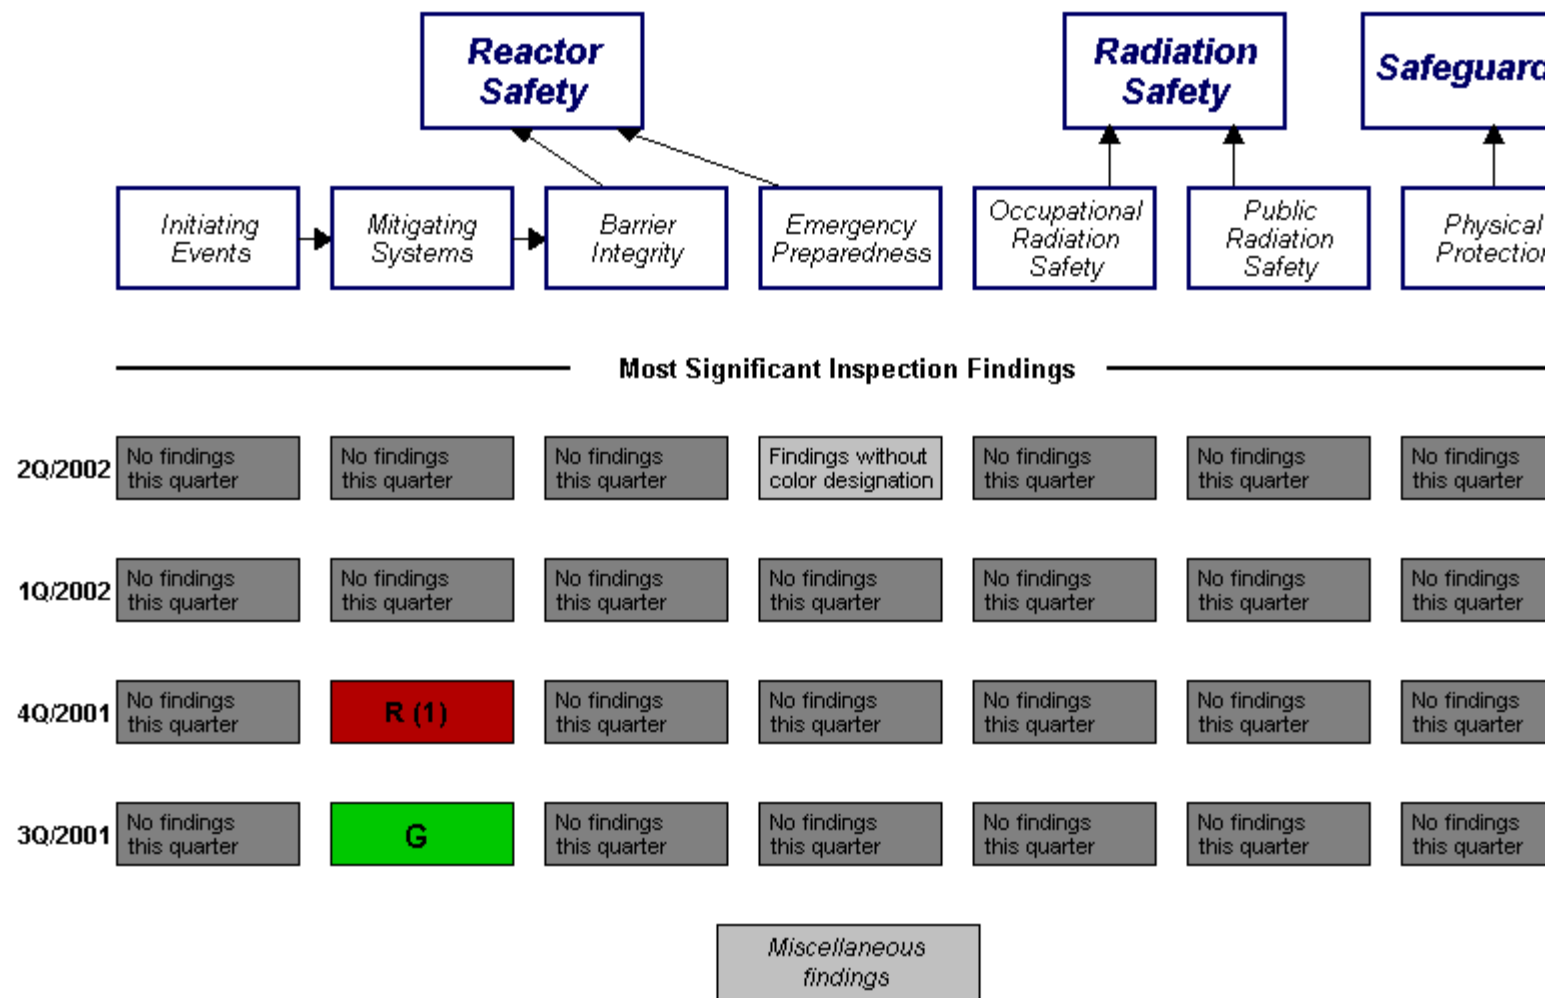 Reactor
Safety
Radiation
Safety
Safeguard
Initiating
Events
Mitigating
Systems
Barrier
Integrity
Emergency
Preparedness
Occupational
Radiation
Safety
Public
Radiation
Safety
Physical
Protection
Most Significant Inspection Findings
2Q/2002
No findings
this quarter
No findings
this quarter
No findings
this quarter
Findings without
color designation
No findings
this quarter
No findings
this quarter
No findings
this quarter
1Q/2002
No findings
this quarter
No findings
this quarter
No findings
this quarter
No findings
this quarter
No findings
this quarter
No findings
this quarter
No findings
this quarter
4Q/2001
No findings
this quarter
R (1)
No findings
this quarter
No findings
this quarter
No findings
this quarter
No findings
this quarter
No findings
this quarter
3Q/2001
No findings
this quarter
G
No findings
this quarter
No findings
this quarter
No findings
this quarter
No findings
this quarter
No findings
this quarter
Miscellaneous
findings